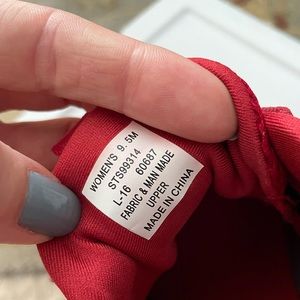 WOMEN'S 9.5M
STS99314
L-16 60687
FABRIC & MAN MADE
UPPER
MADE IN CHINA